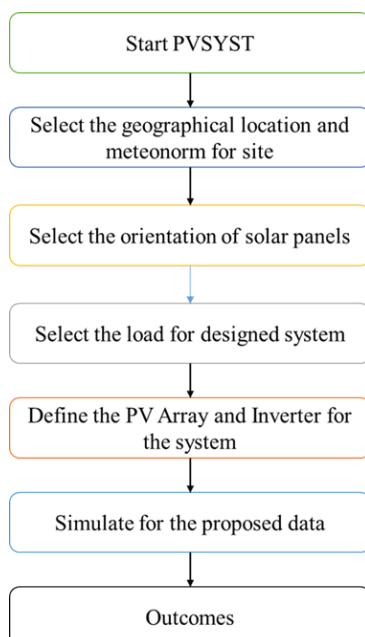 Start PVSYST
Select the geographical location and
meteonorm for site
Select the orientation of solar panels
Select the load for designed system
Define the PV Array and Inverter for
the system
Simulate for the proposed data
Outcomes